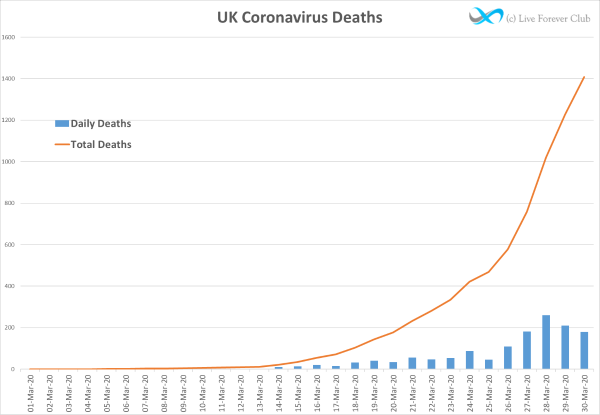 UK Coronavirus Deaths
(c) Live Forever Club
1600
1400
1200
1000
800
600
400
200
0
Daily Deaths
Total Deaths
01-Mar-20
02-Mar-20
03-Mar-20
04-Mar-20
05-Mar-20
06-Mar-20
07-Mar-20
08-Mar-20
09-Mar-20
10-Mar-20
11-Mar-20
12-Mar-20
13-Mar-20
14-Mar-20
15-Mar-20
16-Mar-20
17-Mar-20
18-Mar-20
19-Mar-20
20-Mar-20
21-Mar-20
22-Mar-20
23-Mar-20
24-Mar-20
25-Mar-20
26-Mar-20
27-Mar-20
28-Mar-20
29-Mar-20
30-Mar-20